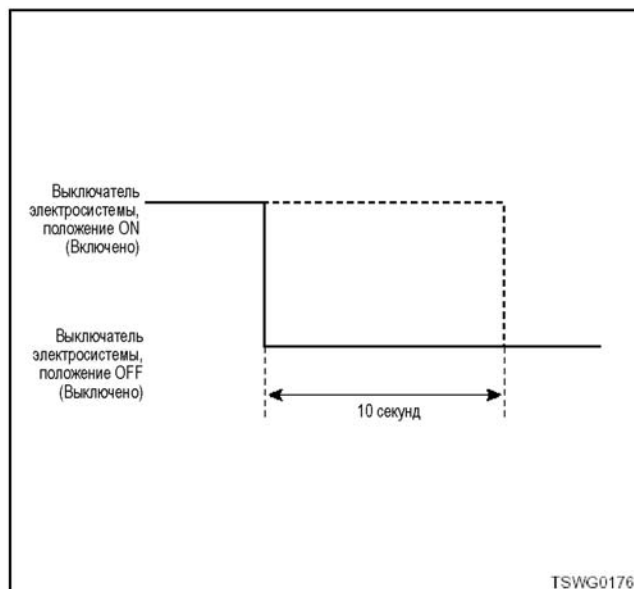 Выключатель
электросистемы,
положение ON
(Включено)
Выключатель
электросистемы,
положение OFF
(Выключено)
10 секунд
TSWG0176